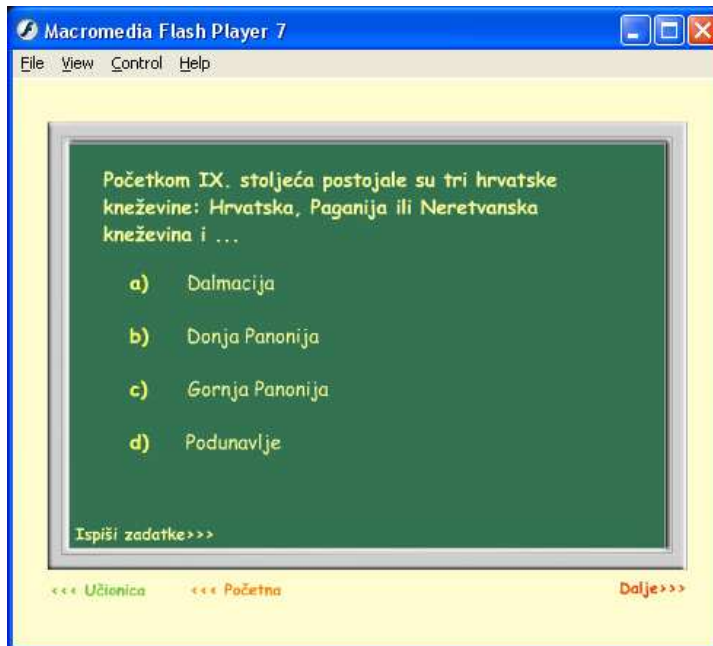 Macromedia Flash Player 7
File View Control Help
Početkom IX. stoljeća postojale su tri hrvatske
kneževine: Hrvatska, Paganija ili Neretvanska
kneževina i ...
a) Dalmacija
b) Donja Panonija
c) Gornja Panonija
d) Podunavlje
Ispiši zadatke>>>
<<< Učionica <<< Početna Dalje>>>